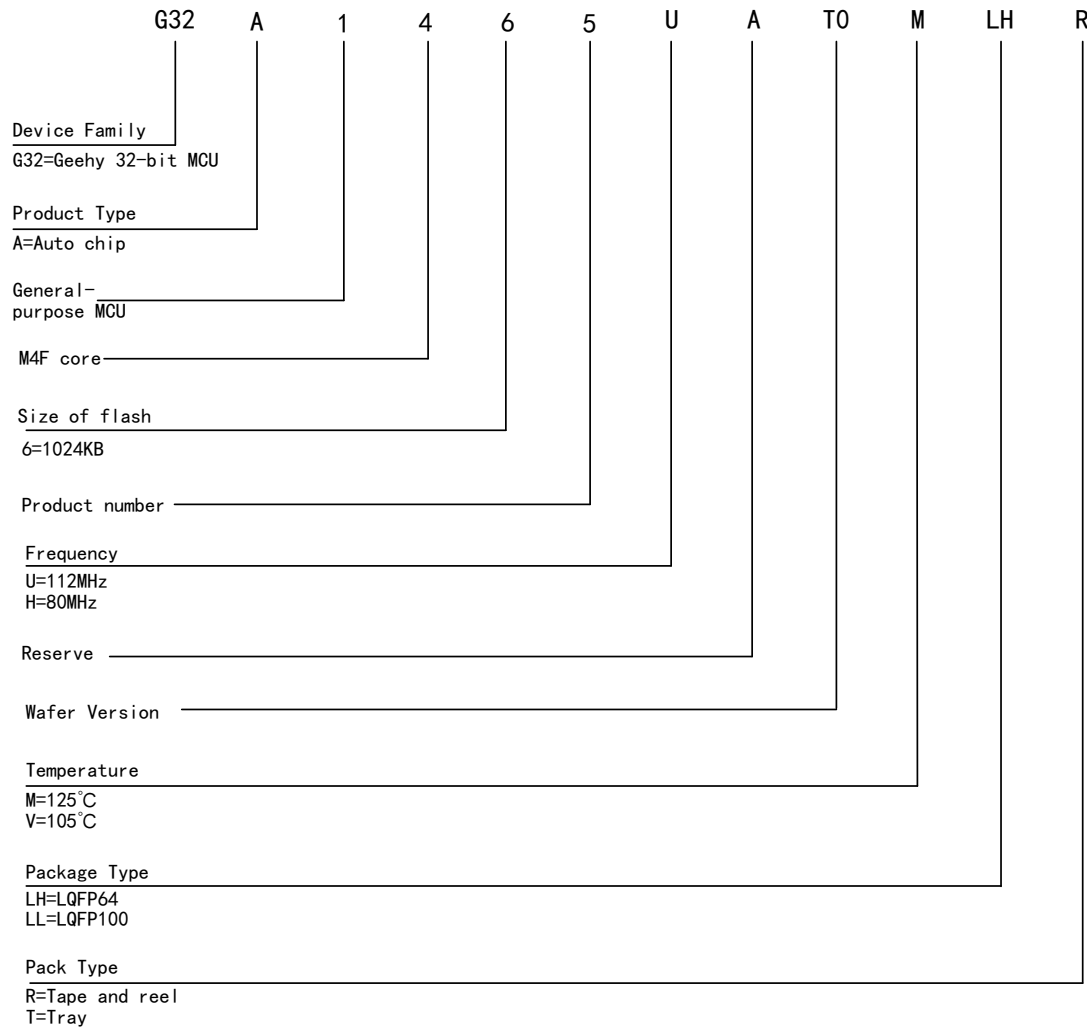 G32 A 1 4 6 5 U A T0 M LH R
Device Family
G32=Geehy 32-bit MCU
Product Type
A=Auto chip
General-
purpose MCU
M4F core
Size of flash
6=1024KB
Product number
Frequency
U=112MHz
H=80MHz
Reserve
Wafer Version
Temperature
M=125℃
V=105℃
Package Type
LH=LQFP64
LL=LQFP100
Pack Type
R=Tape and reel
T=Tray